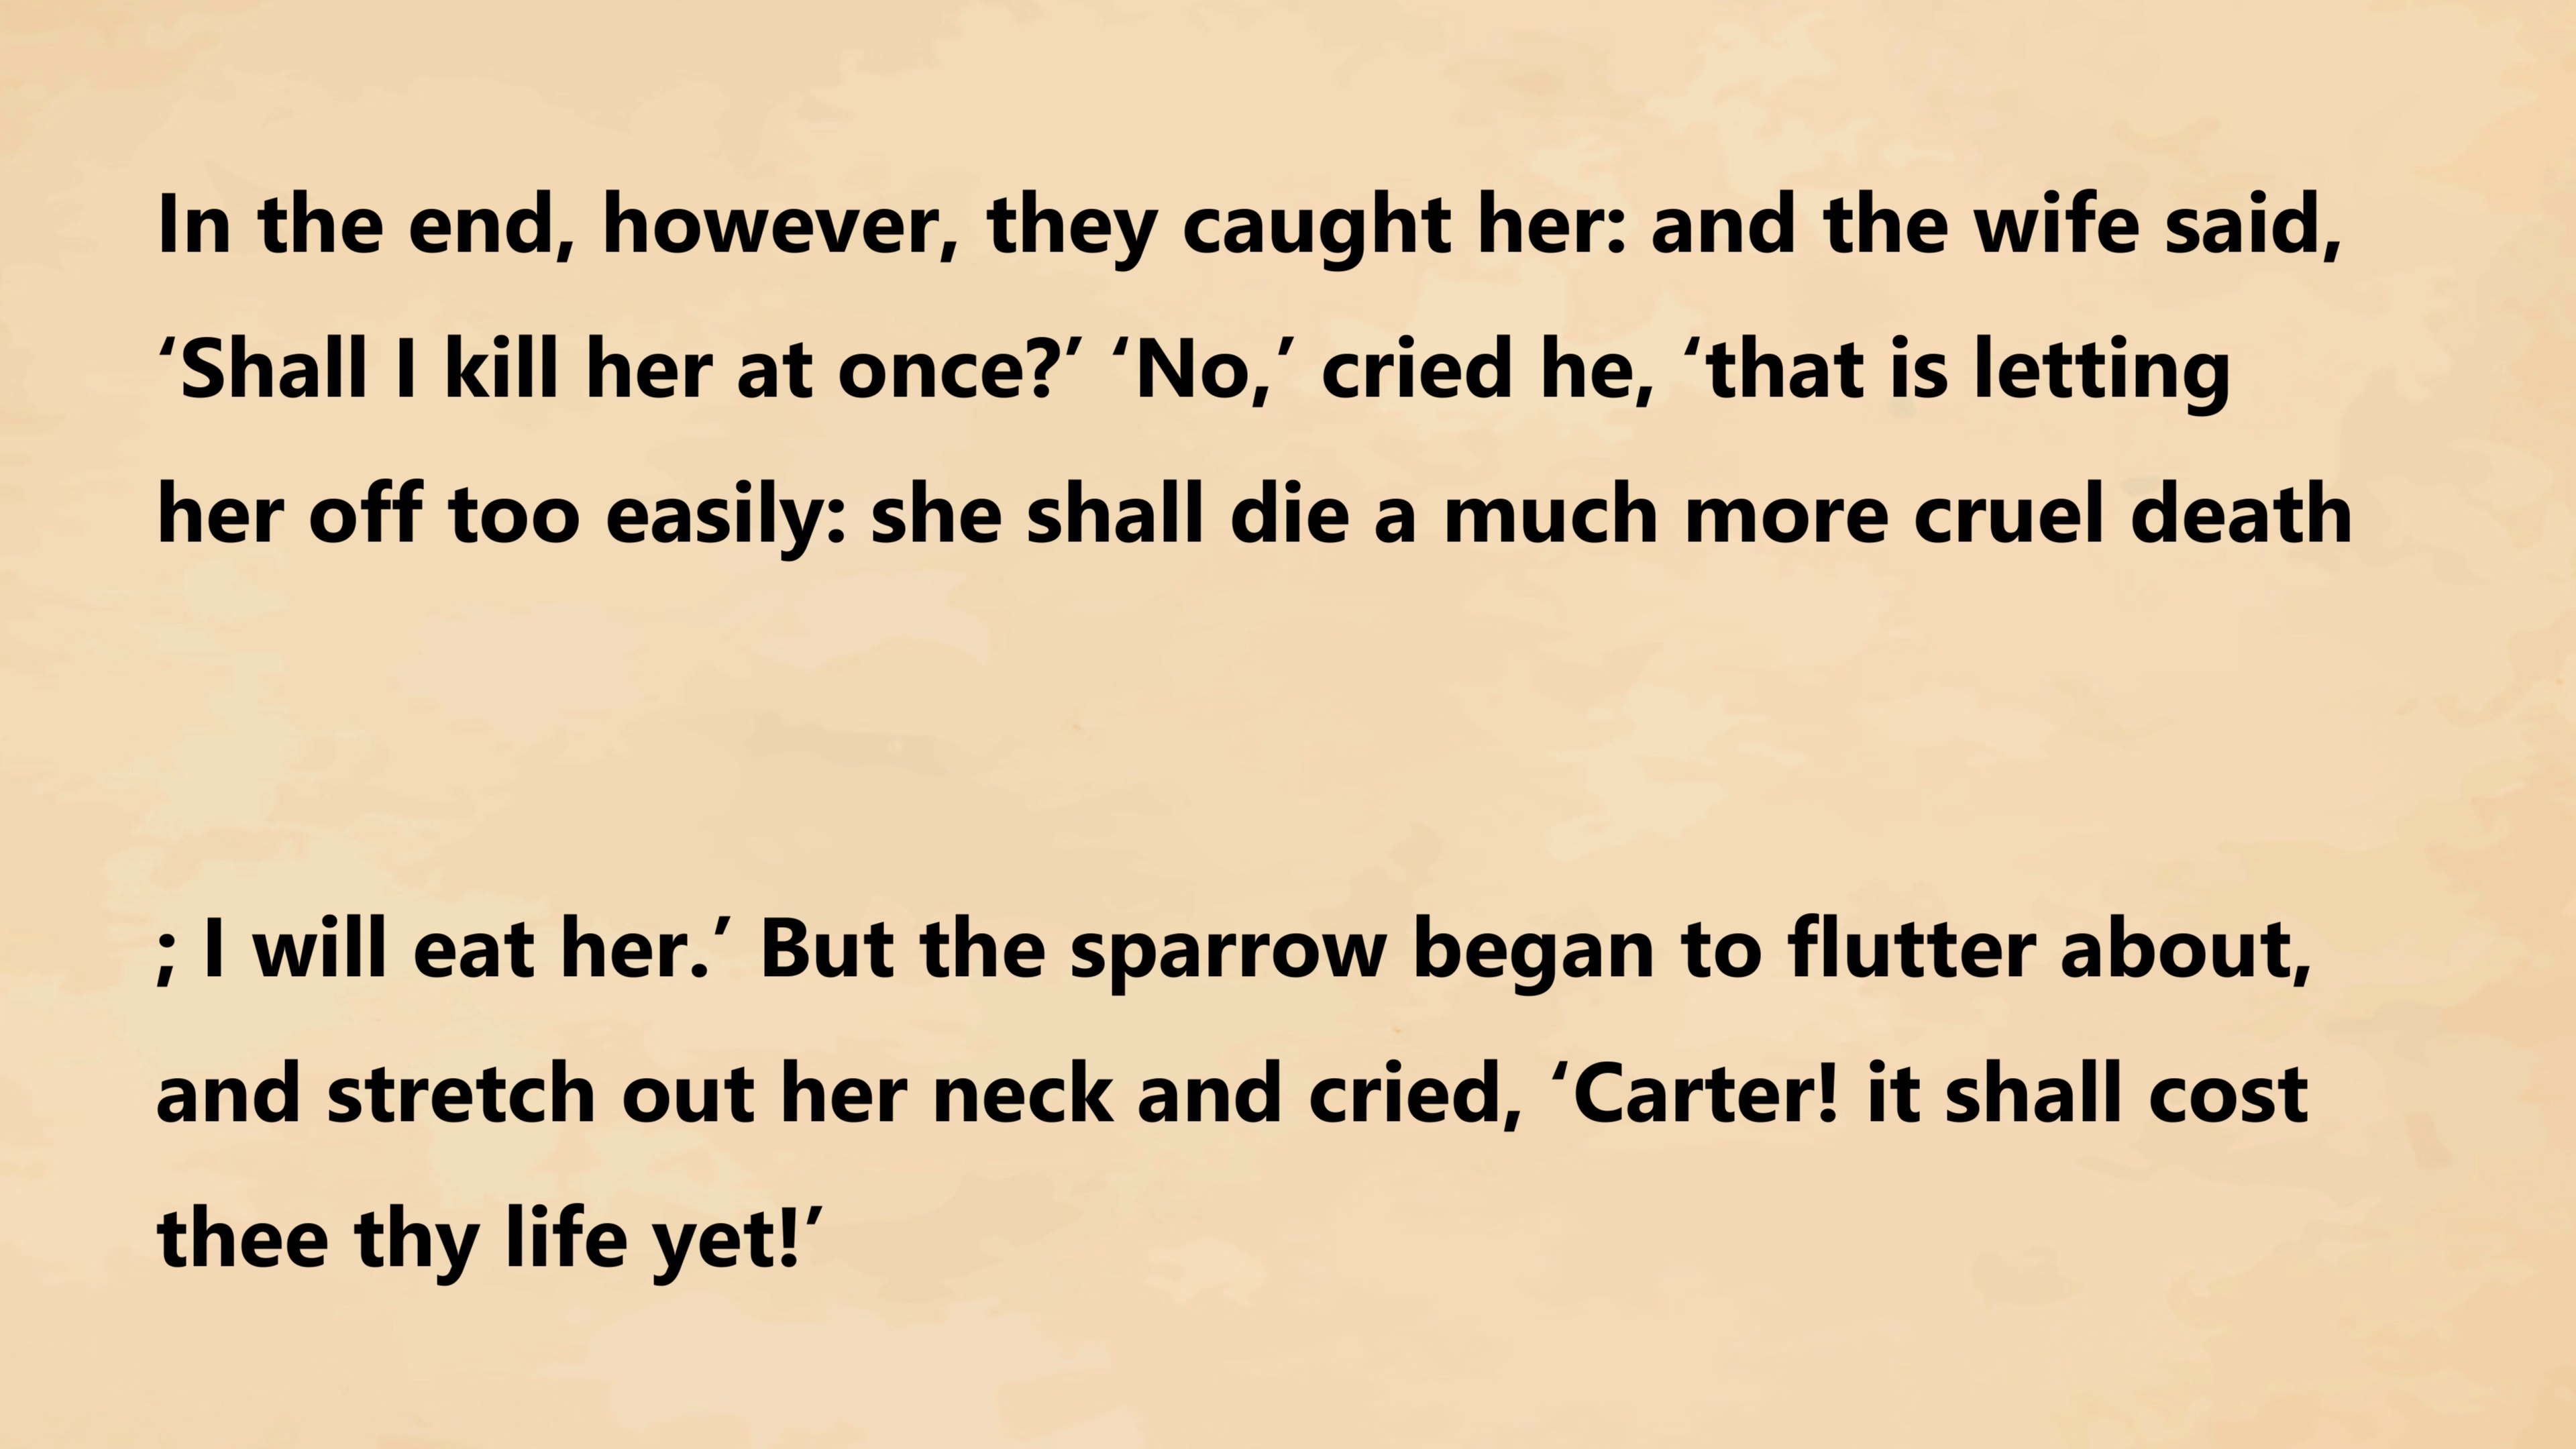 In the end, however, they caught her: and the wife said,
‘Shall I kill her at once?’ ‘No,’ cried he, ‘that is letting
her off too easily: she shall die a much more cruel death
; I will eat her.’ But the sparrow began to flutter about,
and stretch out her neck and cried, ‘Carter! it shall cost
thee thy life yet!’